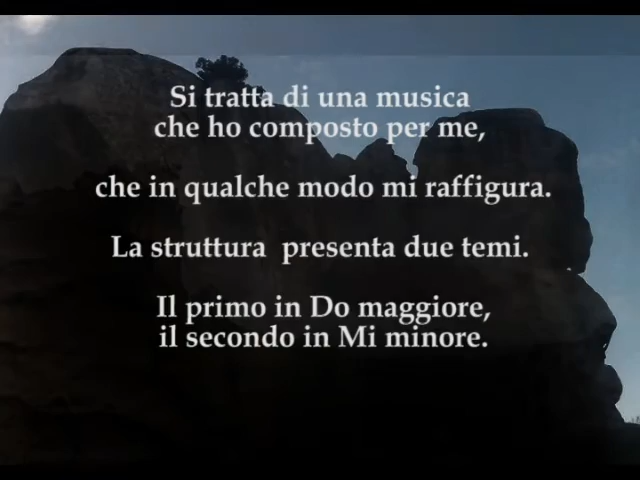 Si tratta di una musica
che ho composto per me,
che in qualche modo mi raffigura.
La struttura  presenta due temi.
Il primo in Do maggiore,
il secondo in Mi minore.